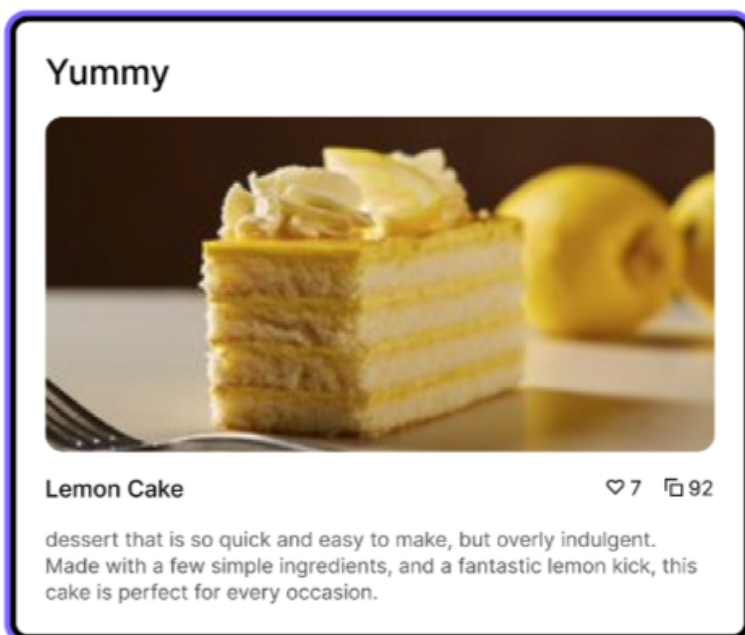 Yummy
Lemon Cake
7
92
dessert that is so quick and easy to make, but overly indulgent.
Made with a few simple ingredients, and a fantastic lemon kick, this
cake is perfect for every occasion.